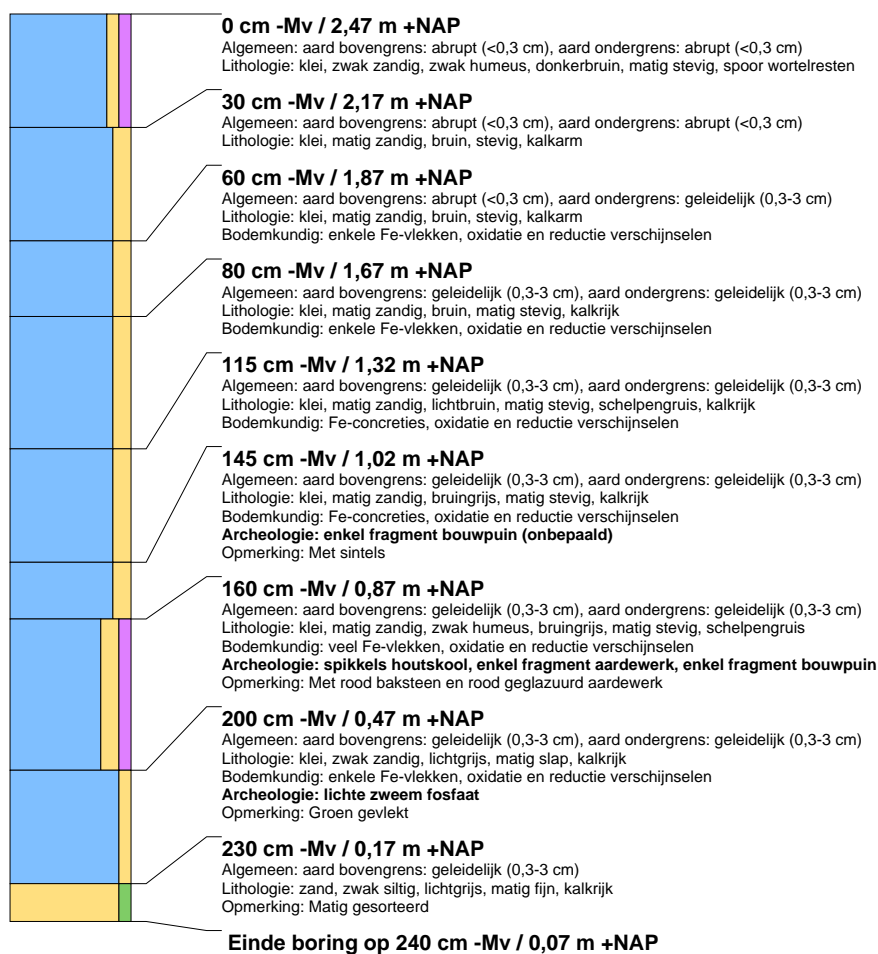 0 cm -Mv / 2,47 m +NAP
Algemeen: aard bovengrens: abrupt (<0,3 cm), aard ondergrens: abrupt (<0,3 cm)
Lithologie: klei, zwak zandig, zwak humeus, donkerbruin, matig stevig, spoor wortelresten
30 cm -Mv / 2,17 m +NAP
Algemeen: aard bovengrens: abrupt (<0,3 cm), aard ondergrens: abrupt (<0,3 cm)
Lithologie: klei, matig zandig, bruin, stevig, kalkarm
60 cm -Mv / 1,87 m +NAP
Algemeen: aard bovengrens: abrupt (<0,3 cm), aard ondergrens: geleidelijk (0,3-3 cm)
Lithologie: klei, matig zandig, bruin, stevig, kalkarm
Bodemkundig: enkele Fe-vlekken, oxidatie en reductie verschijnselen
80 cm -Mv / 1,67 m +NAP
Algemeen: aard bovengrens: geleidelijk (0,3-3 cm), aard ondergrens: geleidelijk (0,3-3 cm)
Lithologie: klei, matig zandig, bruin, matig stevig, kalkrijk
Bodemkundig: enkele Fe-vlekken, oxidatie en reductie verschijnselen
115 cm -Mv / 1,32 m +NAP
Algemeen: aard bovengrens: geleidelijk (0,3-3 cm), aard ondergrens: geleidelijk (0,3-3 cm)
Lithologie: klei, matig zandig, lichtbruin, matig stevig, schelpengruis, kalkrijk
Bodemkundig: Fe-concreties, oxidatie en reductie verschijnselen
145 cm -Mv / 1,02 m +NAP
Algemeen: aard bovengrens: geleidelijk (0,3-3 cm), aard ondergrens: geleidelijk (0,3-3 cm)
Lithologie: klei, matig zandig, bruingrijs, matig stevig, kalkrijk
Bodemkundig: Fe-concreties, oxidatie en reductie verschijnselen
Archeologie: enkel fragment bouwpuin (onbepaald)
Opmerking: Met sintels
160 cm -Mv / 0,87 m +NAP
Algemeen: aard bovengrens: geleidelijk (0,3-3 cm), aard ondergrens: geleidelijk (0,3-3 cm)
Lithologie: klei, matig zandig, zwak humeus, bruingrijs, matig stevig, schelpengruis
Bodemkundig: veel Fe-vlekken, oxidatie en reductie verschijnselen
Archeologie: spikkels houtskool, enkel fragment aardewerk, enkel fragment bouwpuin
Opmerking: Met rood baksteen en rood geglazuurd aardewerk
200 cm -Mv / 0,47 m +NAP
Algemeen: aard bovengrens: geleidelijk (0,3-3 cm), aard ondergrens: geleidelijk (0,3-3 cm)
Lithologie: klei, zwak zandig, lichtgrijs, matig slap, kalkrijk
Bodemkundig: enkele Fe-vlekken, oxidatie en reductie verschijnselen
Archeologie: lichte zweem fosfaat
Opmerking: Groen gevlekt
230 cm -Mv / 0,17 m +NAP
Algemeen: aard bovengrens: geleidelijk (0,3-3 cm)
Lithologie: zand, zwak siltig, lichtgrijs, matig fijn, kalkrijk
Opmerking: Matig gesorteerd
Einde boring op 240 cm -Mv / 0,07 m +NAP